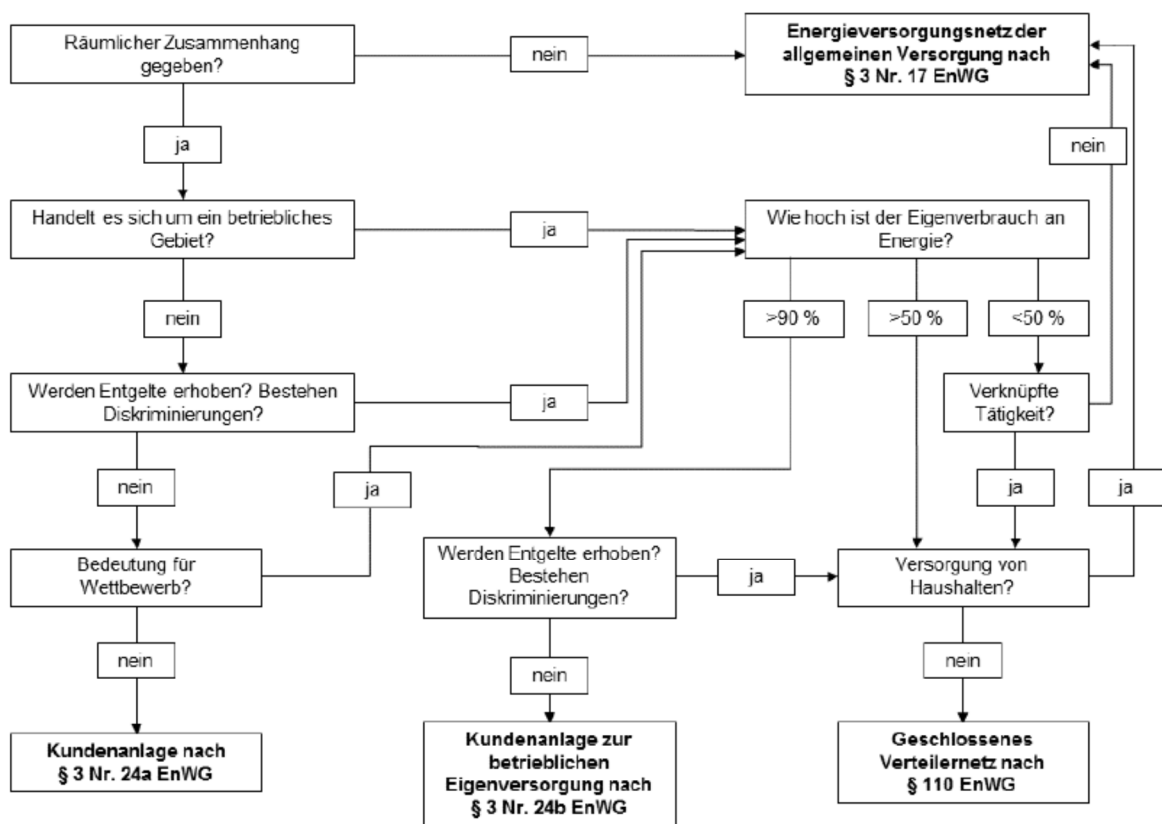 Räumlicher Zusammenhang
gegeben?
nein
Energieversorgungsnetz der
allgemeinen Versorgung nach
§ 3 Nr. 17 EnWG
ja
nein
Handelt es sich um ein betriebliches
Gebiet?
ja
Wie hoch ist der Eigenverbrauch an
Energie?
nein
>90 %
>50 %
<50 %
Werden Entgelte erhoben? Bestehen
Diskriminierungen?
ja
Verknüpfte
Tätigkeit?
nein
ja
ja
ja
Bedeutung für
Wettbewerb?
Werden Entgelte erhoben?
Bestehen
Diskriminierungen?
ja
Versorgung von
Haushalten?
nein
nein
nein
Kundenanlage nach
§ 3 Nr. 24a EnWG
Kundenanlage zur
betrieblichen
Eigenversorgung nach
§ 3 Nr. 24b EnWG
Geschlossenes
Verteilernetz nach
§ 110 EnWG